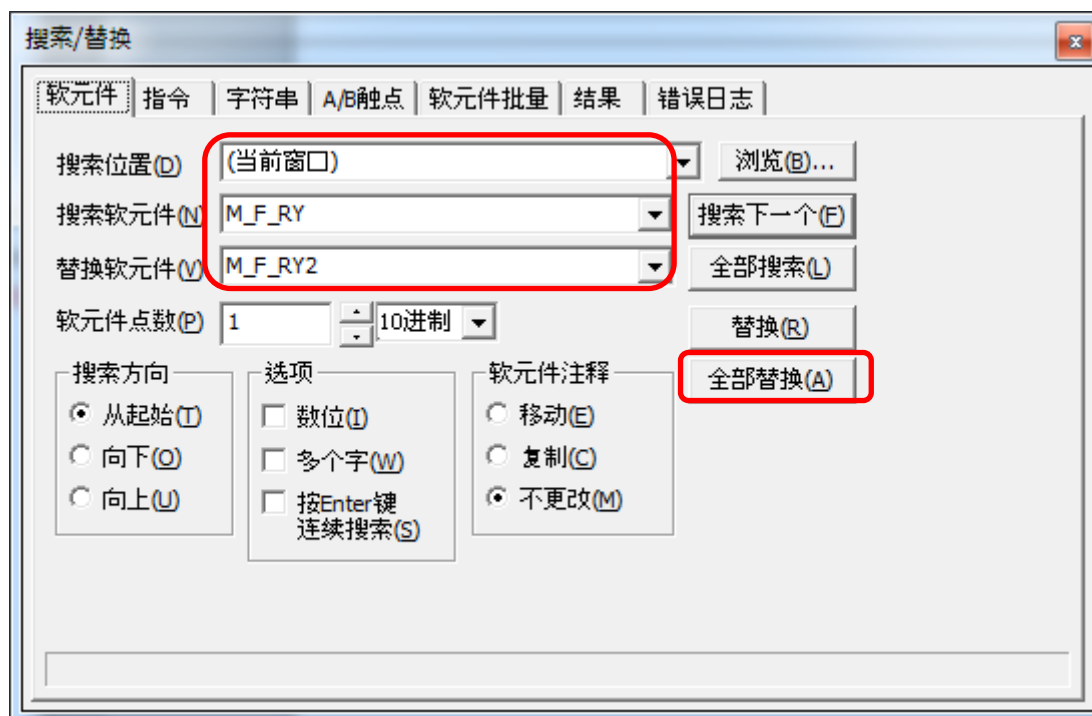 搜索/替换
软元件 指令 字符串 A/B触点 软元件批量 结果 错误日志
搜索位置(D) (当前窗口) 浏览(B)...
搜索软元件(N) M_F_RY 搜索下一个(F)
替换软元件(V) M_F_RY2 全部搜索(L)
软元件点数(P) 1 10进制 替换(R)
全部替换(A)
搜索方向 选项 软元件注释
从起始(T) 数位(I) 移动(E)
向下(O) 多个字(W) 复制(C)
向上(U) 按Enter键 不更改(M)
连续搜索(S)